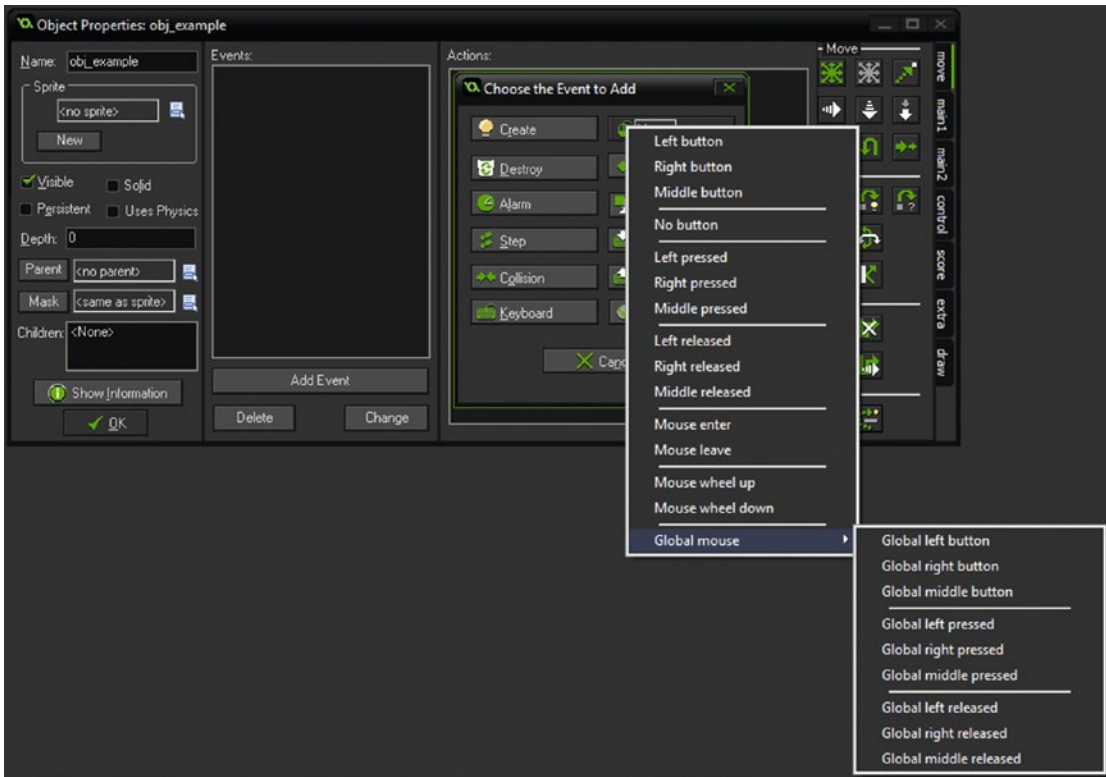 Object Properties: obj_example
Name: obj_example
Sprite
<no sprite>
New
Visible
Solid
Persistent
Uses Physics
Depth: 0
Parent <no parent>
Mask <same as sprite>
Children: <None>
Show Information
OK
Events:
Add Event
Delete
Change
Actions:
Choose the Event to Add
Create
Destroy
Alarm
Step
Collision
Keyboard
Left button
Right button
Middle button
No button
Left pressed
Right pressed
Middle pressed
Left released
Right released
Middle released
Mouse enter
Mouse leave
Mouse wheel up
Mouse wheel down
Global mouse
Global left button
Global right button
Global middle button
Global left pressed
Global right pressed
Global middle pressed
Global left released
Global right released
Global middle released
Move
move
main1
main2
control
score
extra
draw